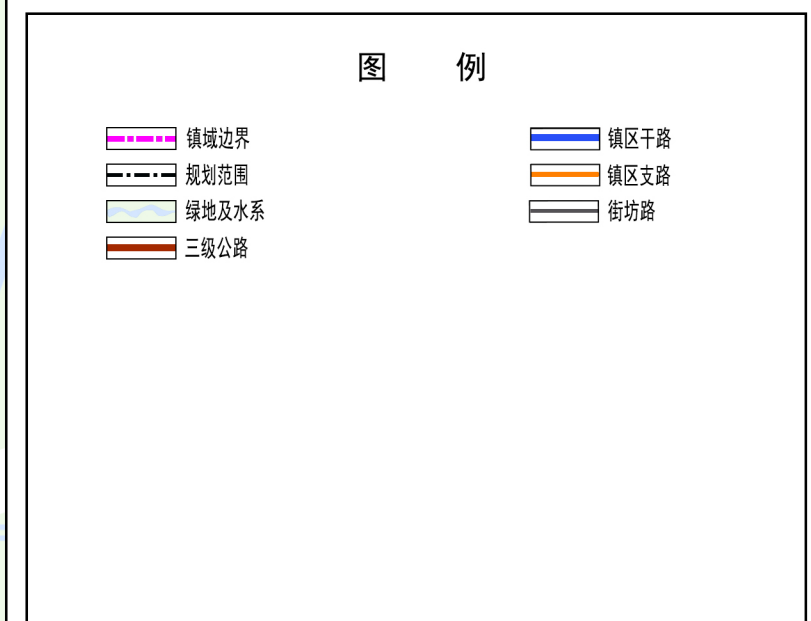 图 例
镇域边界 镇区干路
规划范围 镇区支路
绿地及水系 街坊路
三级公路